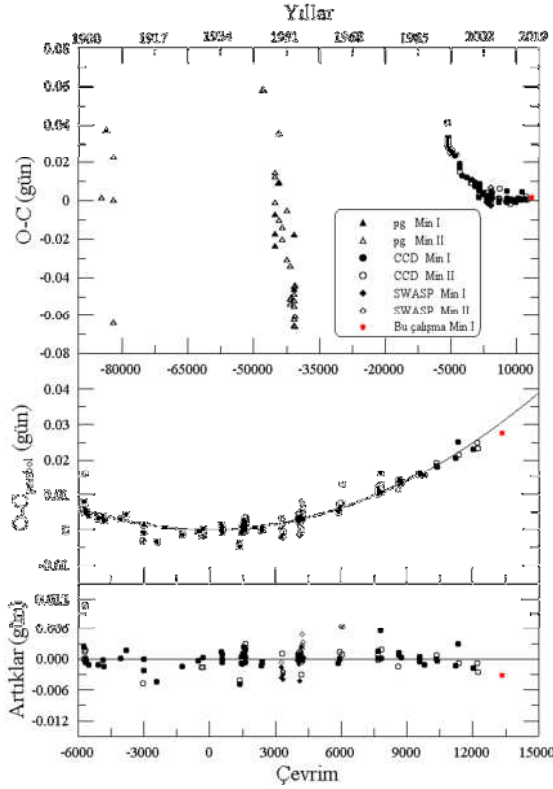 Yıllar
1900 1917 1934 1968 1985 2002 2019
0.08
0.06
0.04
0.02
0
-0.02
-0.04
-0.06
-0.08
O-C (gün)
pg Min I
pg Min II
CCD Min I
CCD Min II
SWASP Min I
SWASP Min II
Bu çalışma Min I
-80000 -65000 -50000 -35000 -20000 -5000 10000
0.04
0.03
0.02
0
-0.01
(gün)
0.006
0.000
-0.006
-0.012
Artıklar (gün)
-6000 -3000 0 3000 6000 9000 12000 15000
Çevrim